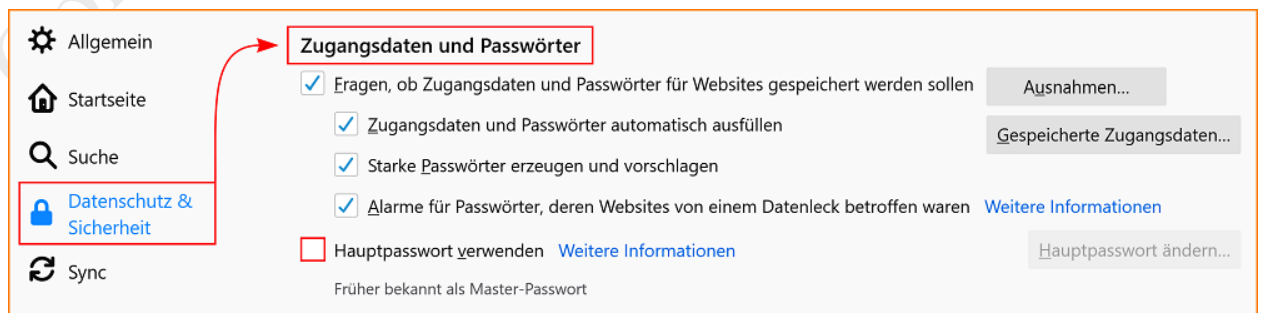 Allgemein
Startseite
Suche
Datenschutz &
Sicherheit
Sync
Zugangsdaten und Passwörter
Fragen, ob Zugangsdaten und Passwörter für Websites gespeichert werden sollen
Ausnahmen...
Zugangsdaten und Passwörter automatisch ausfüllen
Gespeicherte Zugangsdaten...
Starke Passwörter erzeugen und vorschlagen
Alarme für Passwörter, deren Websites von einem Datenleck betroffen waren Weitere Informationen
Hauptpasswort verwenden Weitere Informationen
Hauptpasswort ändern...
Früher bekannt als Master-Passwort